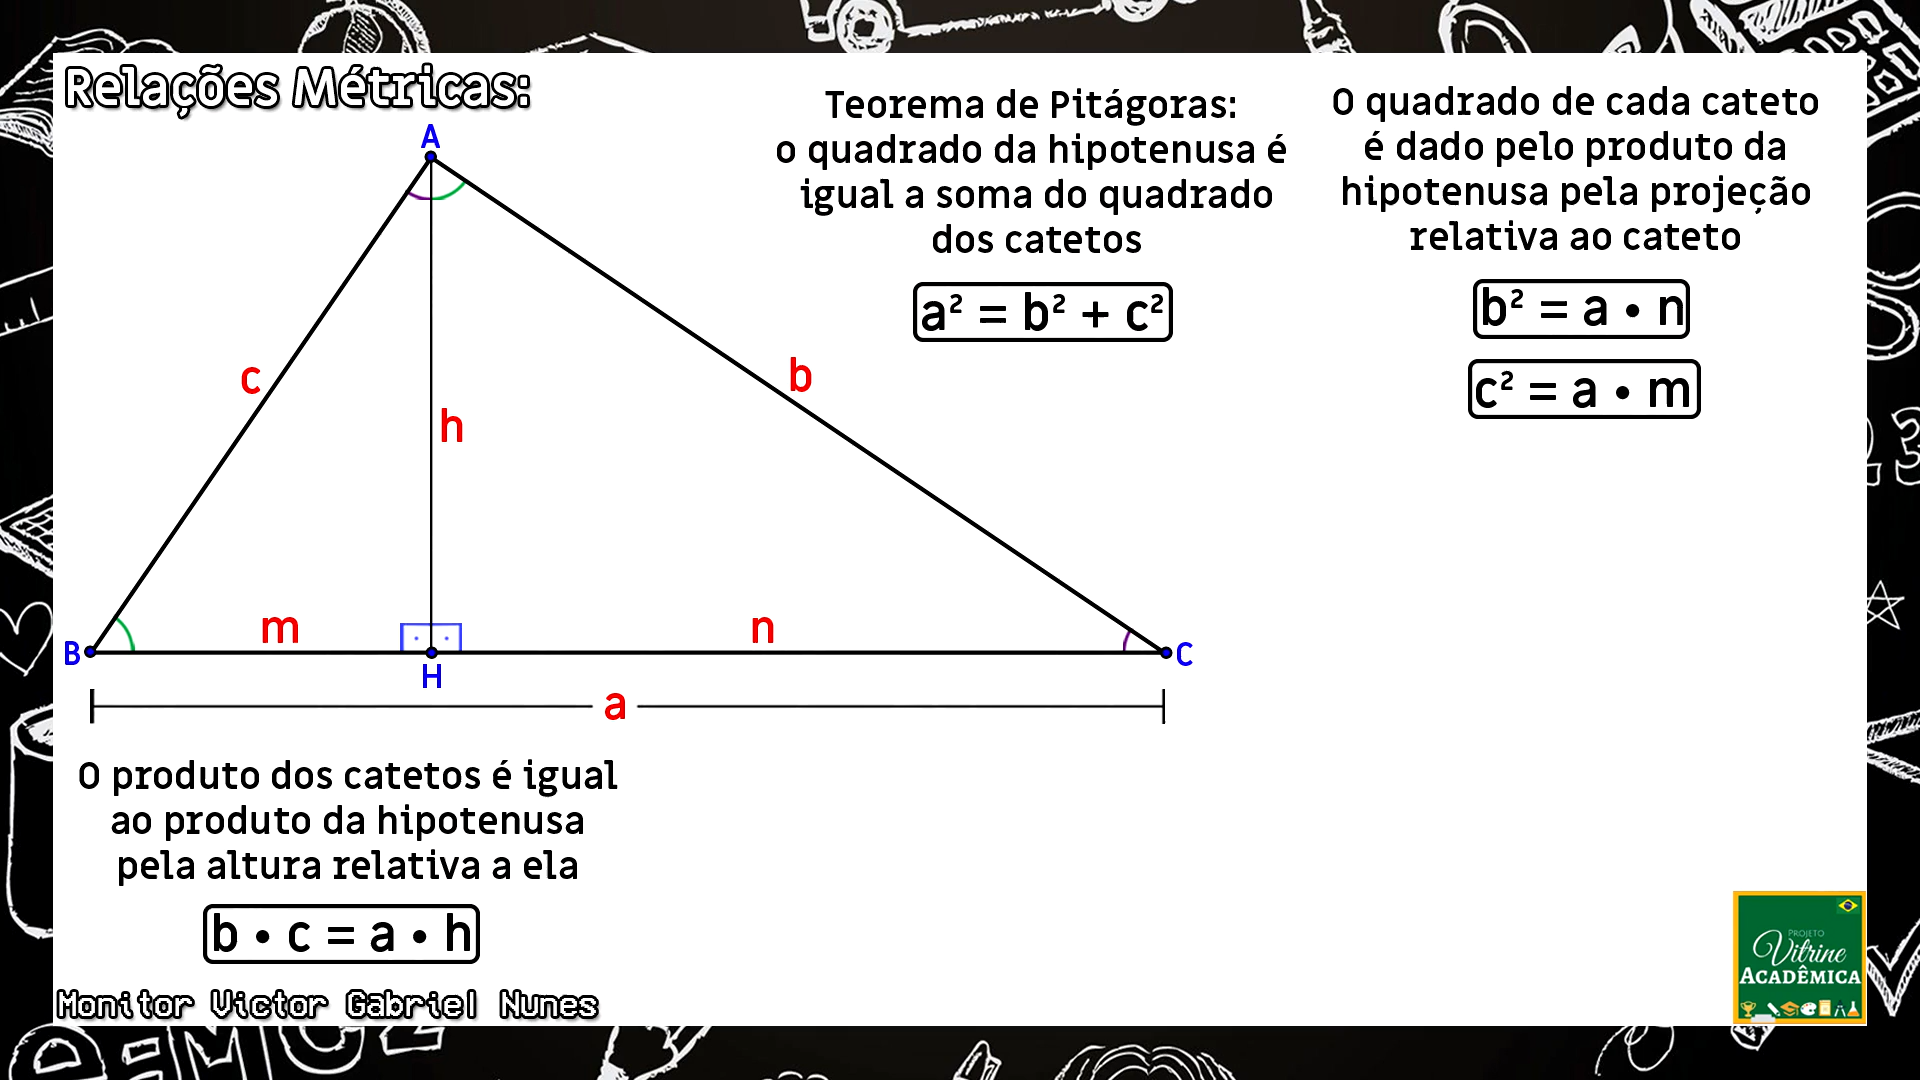 Relações Métricas:
A
c
h
b
m
n
B
H
C
a
Teorema de Pitágoras:
o quadrado da hipotenusa é
igual a soma do quadrado
dos catetos
a² = b² + c²
O quadrado de cada cateto
é dado pelo produto da
hipotenusa pela projeção
relativa ao cateto
b² = a • n
c² = a • m
O produto dos catetos é igual
ao produto da hipotenusa
pela altura relativa a ela
b • c = a • h
Monitor Victor Gabriel Nunes
PROJETO
Vitrine
ACADÊMICA
23
e=MC2